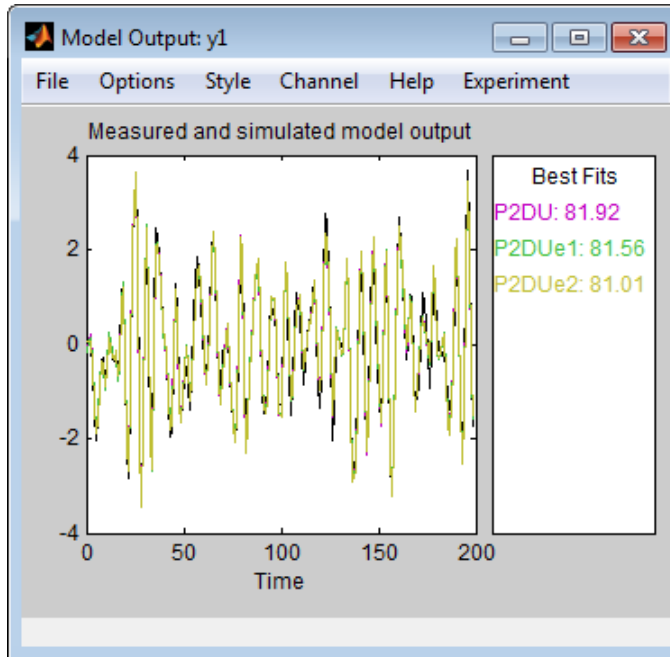 Model Output: y1
File Options Style Channel Help Experiment
Measured and simulated model output
4
2
0
-2
-4
0 50 100 150 200
Time
Best Fits
P2DU: 81.92
P2DUe1: 81.56
P2DUe2: 81.01